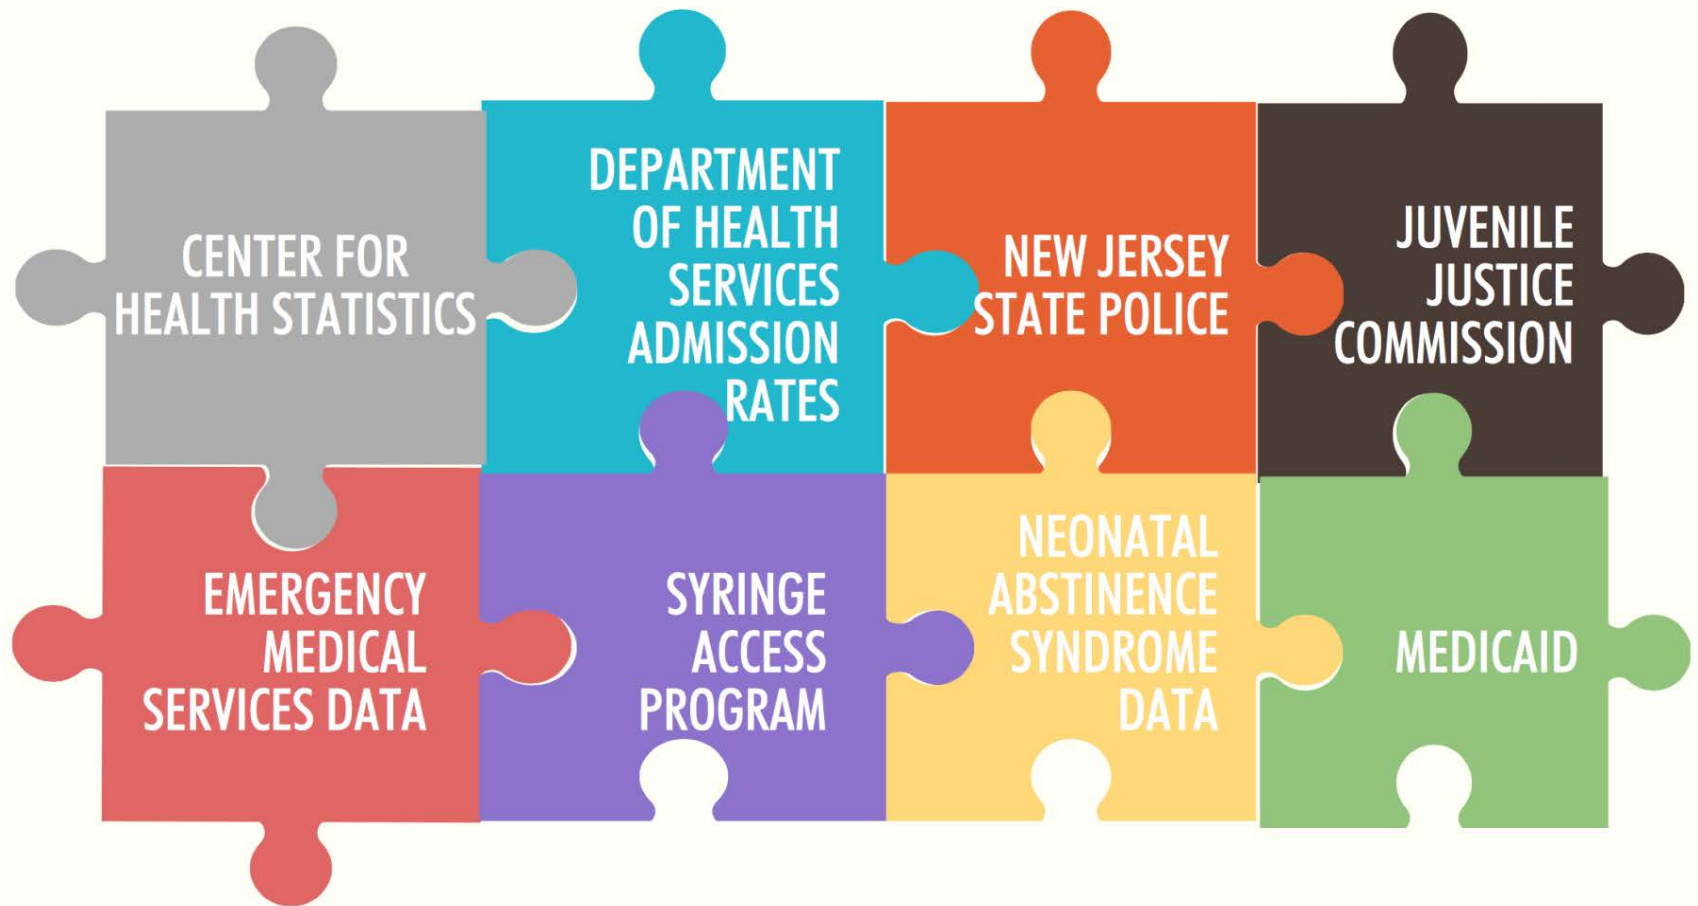 CENTER FOR
HEALTH STATISTICS
DEPARTMENT
OF HEALTH
SERVICES
ADMISSION
RATES
NEW JERSEY
STATE POLICE
JUVENILE
JUSTICE
COMMISSION
EMERGENCY
MEDICAL
SERVICES DATA
SYRINGE
ACCESS
PROGRAM
NEONATAL
ABSTINENCE
SYNDROME
DATA
MEDICAID